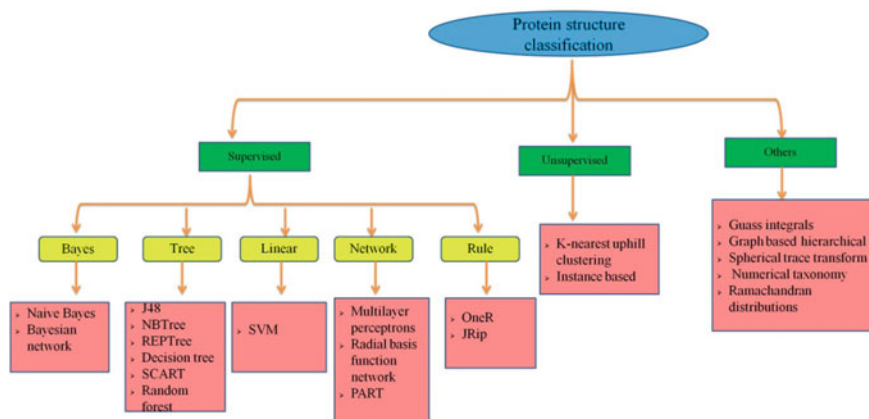 Protein structure
classification
Supervised
Unsupervised
Others
Bayes
Tree
Linear
Network
Rule
➢ Naive Bayes
➢ Bayesian
network
➢ J48
➢ NBTree
➢ REPTree
➢ Decision tree
➢ SCART
➢ Random
forest
➢ SVM
➢ Multilayer
perceptrons
➢ Radial basis
function
network
➢ PART
➢ OneR
➢ JRip
➢ K-nearest uphill
clustering
➢ Instance based
➢ Guass integrals
➢ Graph based hierarchical
➢ Spherical trace transform
➢ Numerical taxonomy
➢ Ramachandran
distributions